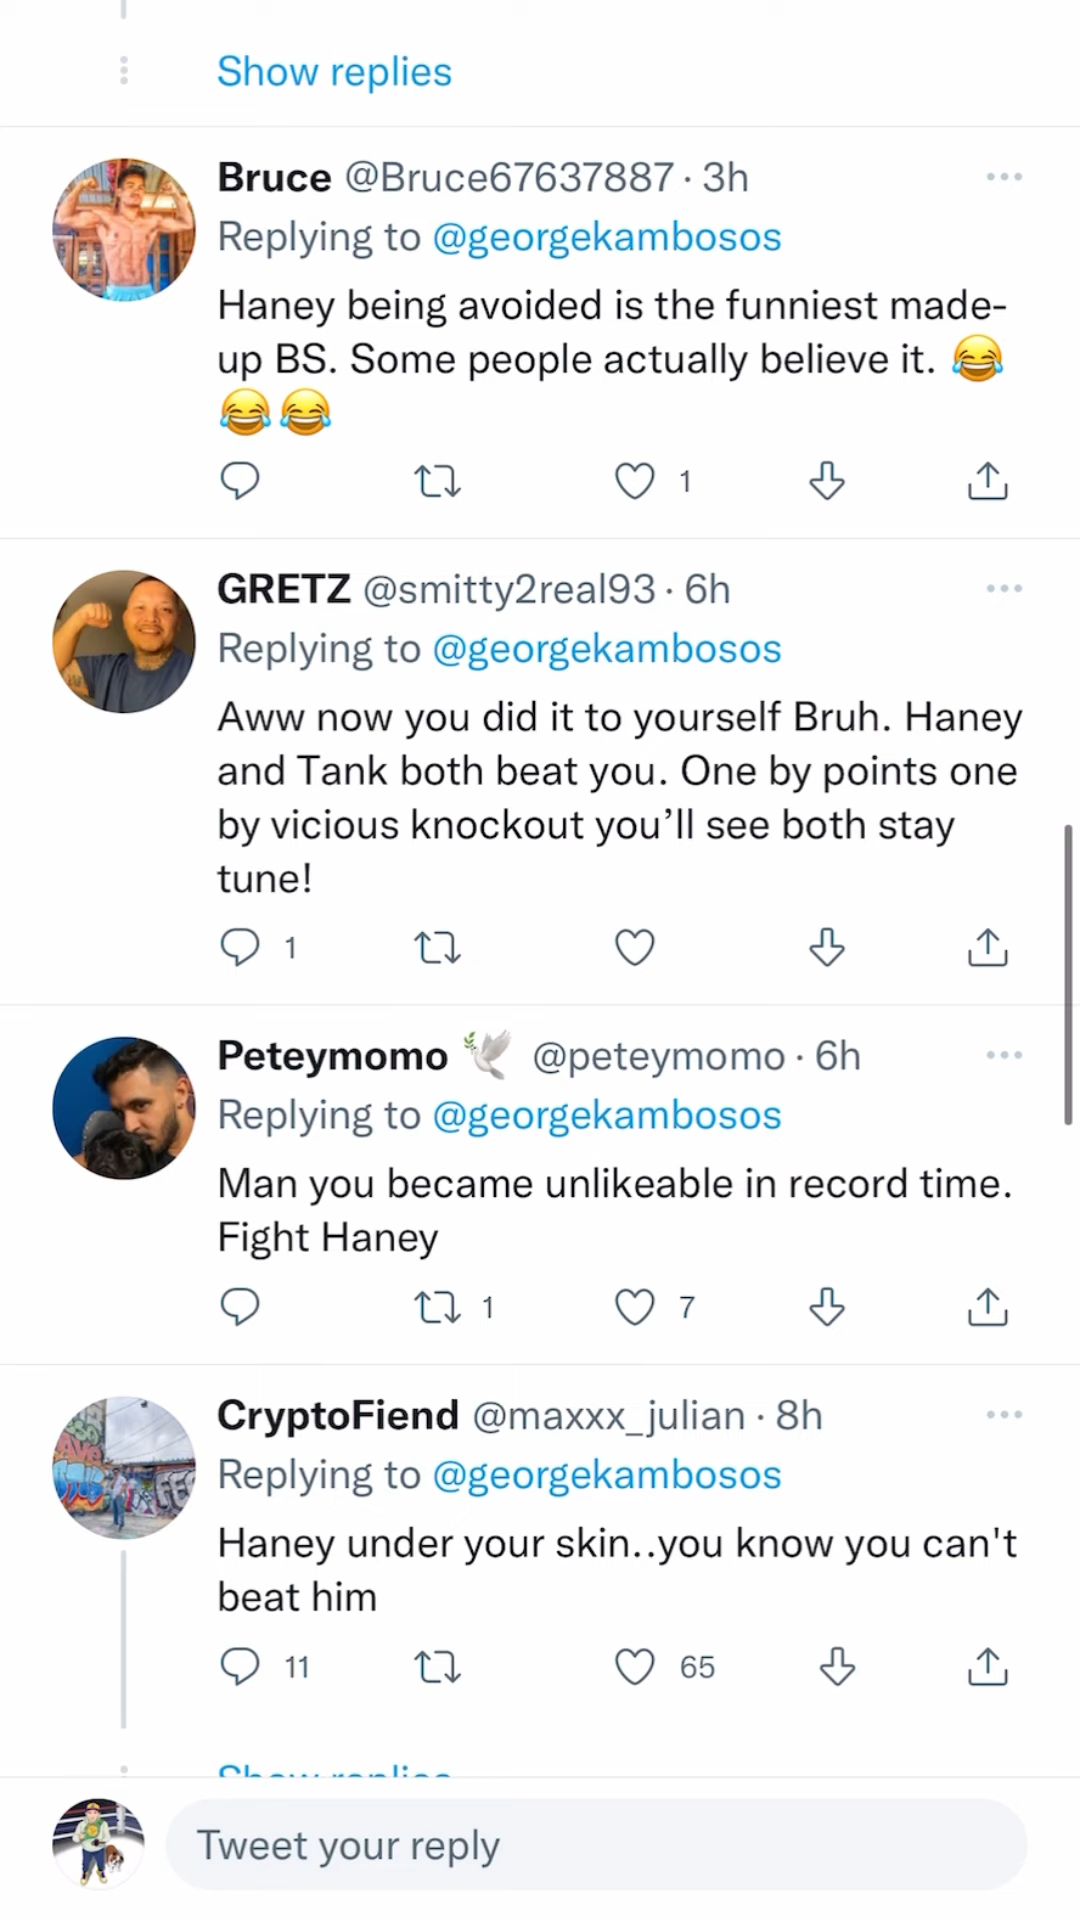 Show replies
Bruce @Bruce67637887 · 3h
Replying to @georgekambosos
Haney being avoided is the funniest made-
up BS. Some people actually believe it. 😂
😂😂
1
GRETZ @smitty2real93 · 6h
Replying to @georgekambosos
Aww now you did it to yourself Bruh. Haney
and Tank both beat you. One by points one
by vicious knockout you’ll see both stay
tune!
1
Peteymomo 🕊️ @peteymomo · 6h
Replying to @georgekambosos
Man you became unlikeable in record time.
Fight Haney
1 7
CryptoFiend @maxxx_julian · 8h
Replying to @georgekambosos
Haney under your skin..you know you can't
beat him
11 65
Show replies
Tweet your reply